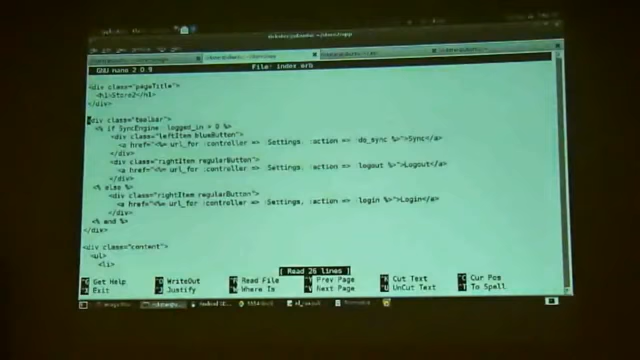 GNU nano 2.0.9 File: index.erb
<div class="pageTitle">
<h1>Store2</h1>
</div>
<div class="toolbar">
<% if SyncEngine::logged_in > 0 %>
<div class="leftItem blueButton">
<a href="<%= url_for :controller => :Settings, :action => :do_sync %>">Sync</a>
</div>
<div class="rightItem regularButton">
<a href="<%= url_for :controller => :Settings, :action => :logout %>">Logout</a>
</div>
<% else %>
<div class="rightItem regularButton">
<a href="<%= url_for :controller => :Settings, :action => :login %>">Login</a>
</div>
<% end %>
</div>
<div class="content">
<ul>
<li>
[ Read 26 lines ]
^G Get Help ^O WriteOut ^R Read File ^Y Prev Page ^K Cut Text ^C Cur Pos
^X Exit ^J Justify ^W Where Is ^V Next Page ^U UnCut Text ^T To Spell